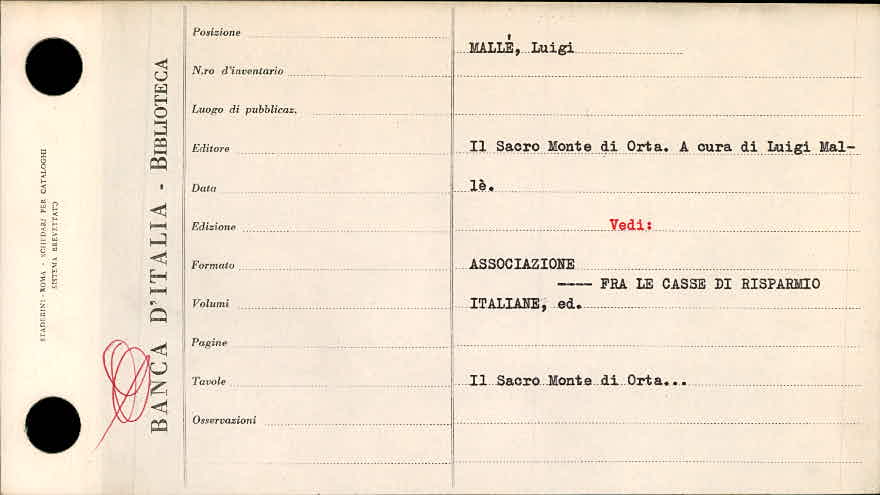 STADERINI - ROMA - SCHEDARI PER CATALOGHI
SISTEMA BREVETTATO
BANCA D'ITALIA - BIBLIOTECA
Posizione
N.ro d'inventario
Luogo di pubblicaz.
Editore
Data
Edizione
Formato
Volumi
Pagine
Tavole
Osservazioni
MALLÉ, Luigi
Il Sacro Monte di Orta. A cura di Luigi Mal-
lè.
Vedi:
ASSOCIAZIONE
---- FRA LE CASSE DI RISPARMIO
ITALIANE, ed.
Il Sacro Monte di Orta...